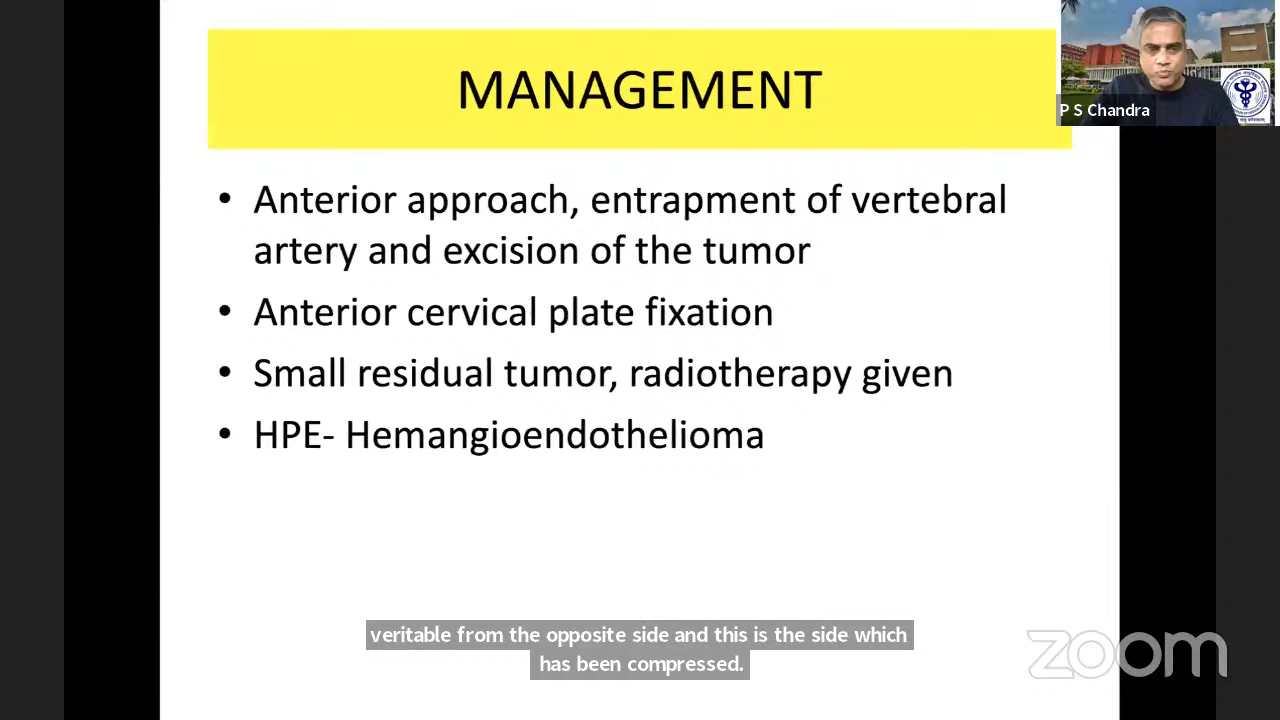 MANAGEMENT
P S Chandra
• Anterior approach, entrapment of vertebral
artery and excision of the tumor
• Anterior cervical plate fixation
• Small residual tumor, radiotherapy given
• HPE- Hemangioendothelioma
veritable from the opposite side and this is the side which
has been compressed.
zoom